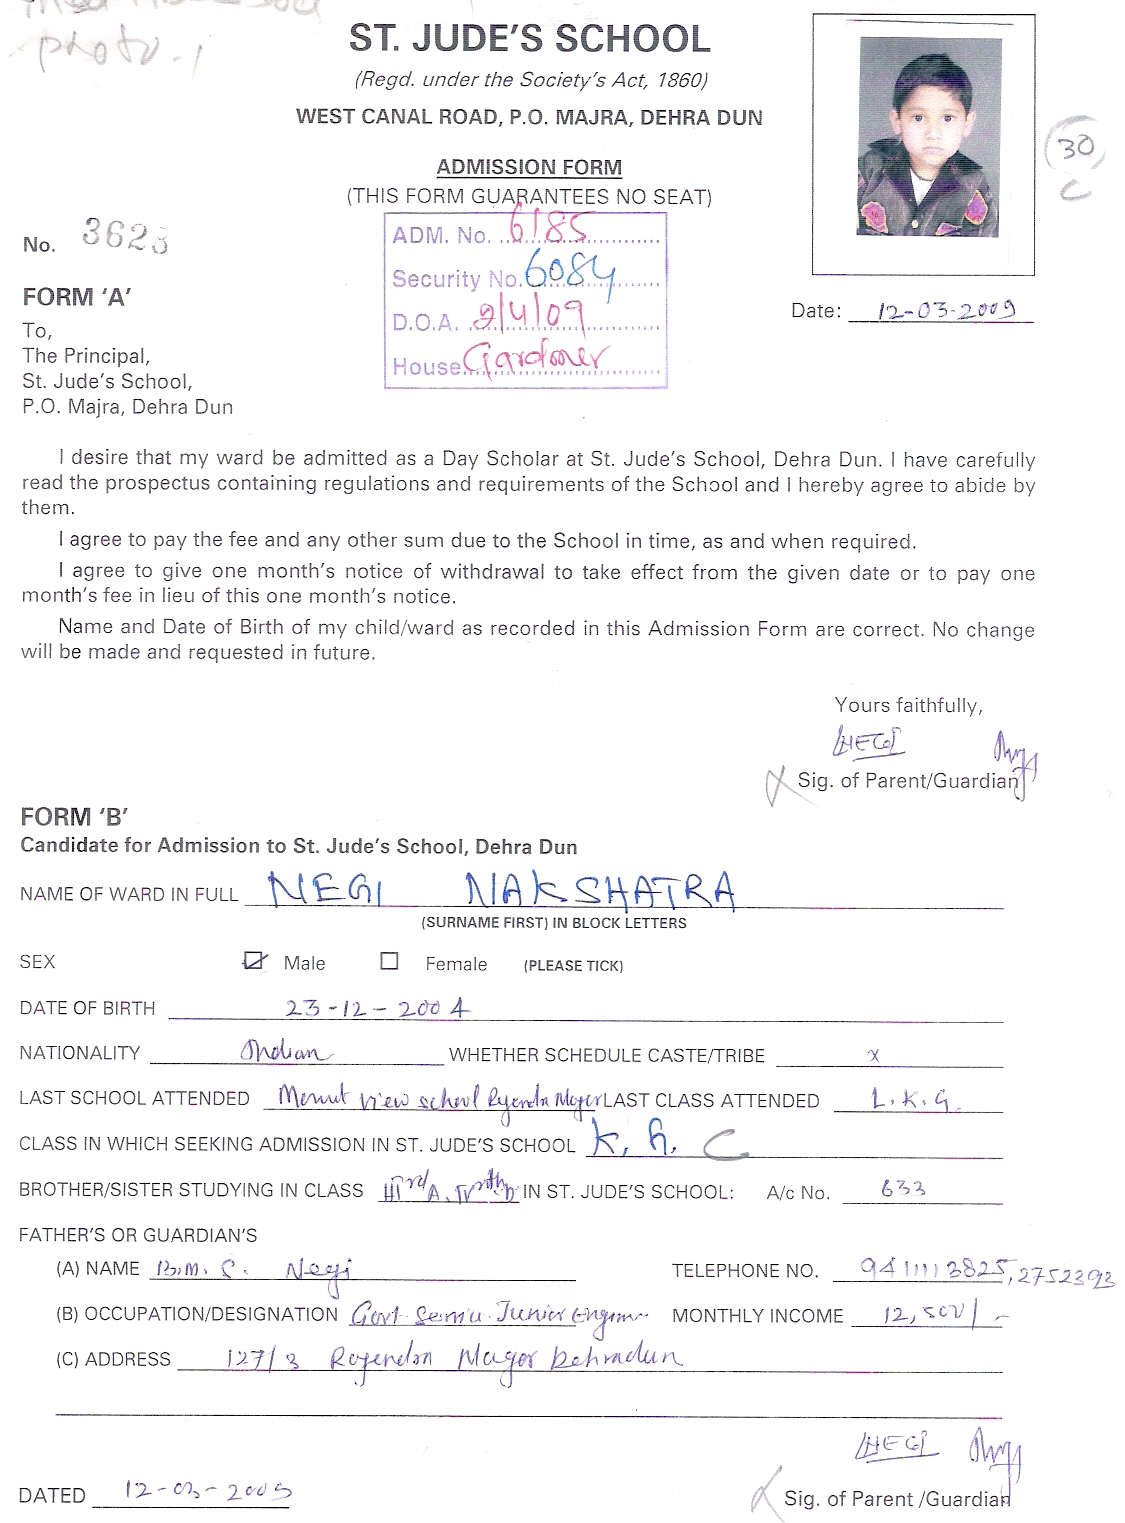 photo-1
ST. JUDE'S SCHOOL
(Regd. under the Society's Act, 1860)
WEST CANAL ROAD, P.O. MAJRA, DEHRA DUN
30
C
ADMISSION FORM
(THIS FORM GUARANTEES NO SEAT)
No. 3623
ADM. No. 6185
Security No. 6084
D.O.A. 2/4/09
House Gardner
FORM 'A'
Date: 12-03-2009
To,
The Principal,
St. Jude's School,
P.O. Majra, Dehra Dun
I desire that my ward be admitted as a Day Scholar at St. Jude's School, Dehra Dun. I have carefully
read the prospectus containing regulations and requirements of the School and I hereby agree to abide by
them.
I agree to pay the fee and any other sum due to the School in time, as and when required.
I agree to give one month's notice of withdrawal to take effect from the given date or to pay one
month's fee in lieu of this one month's notice.
Name and Date of Birth of my child/ward as recorded in this Admission Form are correct. No change
will be made and requested in future.
Yours faithfully,
NEGI
Sig. of Parent/Guardian
FORM 'B'
Candidate for Admission to St. Jude's School, Dehra Dun
NAME OF WARD IN FULL NEGI NAKSHATRA
(SURNAME FIRST) IN BLOCK LETTERS
SEX Male Female (PLEASE TICK)
DATE OF BIRTH 23-12-2004
NATIONALITY Indian WHETHER SCHEDULE CASTE/TRIBE x
LAST SCHOOL ATTENDED Mount view school LAST CLASS ATTENDED L.K.G.
CLASS IN WHICH SEEKING ADMISSION IN ST. JUDE'S SCHOOL K.G. C
BROTHER/SISTER STUDYING IN CLASS IIIrd A, IN ST. JUDE'S SCHOOL: A/c No. 633
FATHER'S OR GUARDIAN'S
(A) NAME B.M.S. Negi TELEPHONE NO. 9411113825, 2752393
(B) OCCUPATION/DESIGNATION Govt Junior MONTHLY INCOME 12,500/-
(C) ADDRESS 127/3 Rajendra Nagar Dehradun
NEGI
DATED 12-03-2009
Sig. of Parent /Guardian